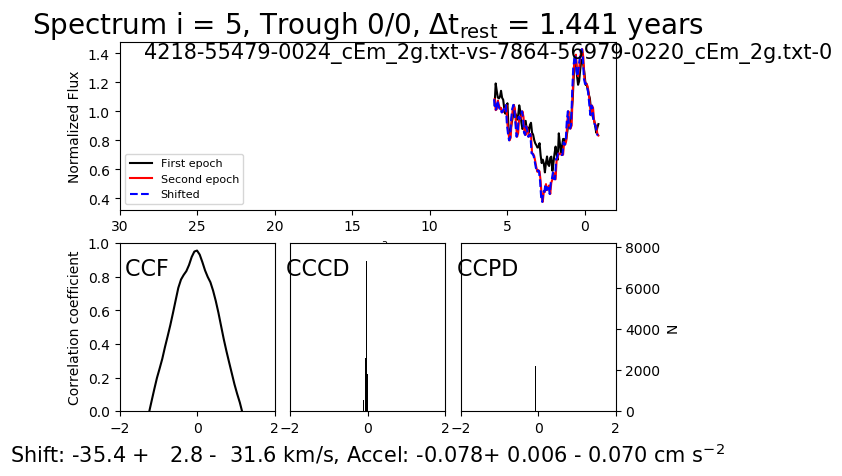 Spectrum i = 5, Trough 0/0, Δt_rest = 1.441 years
4218-55479-0024_cEm_2g.txt-vs-7864-56979-0220_cEm_2g.txt-0
Normalized Flux
1.4
1.2
1.0
0.8
0.6
0.4
First epoch
Second epoch
Shifted
30 25 20 15 10 5 0
Correlation coefficient
1.0
0.8
0.6
0.4
0.2
0.0
CCF CCCD CCPD
8000
6000
4000
2000
0
N
−2 0 2 −2 0 2 −2 0 2
Shift: -35.4 + 2.8 - 31.6 km/s, Accel: -0.078+ 0.006 - 0.070 cm s⁻²